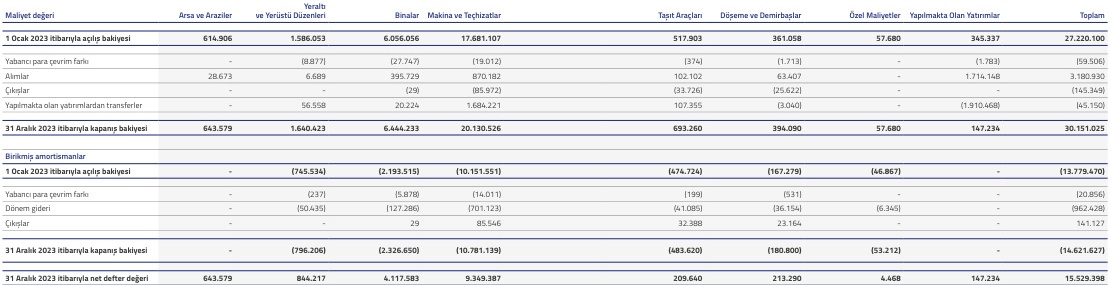 Maliyet değeri Arsa ve Araziler Yeraltı ve Yerüstü Düzenleri Binalar Makina ve Teçhizatlar Taşıt Araçları Döşeme ve Demirbaşlar Özel Maliyetler Yapılmakta Olan Yatırımlar Toplam
1 Ocak 2023 itibarıyla açılış bakiyesi 614.906 1.586.053 6.056.056 17.681.107 517.903 361.058 57.680 345.337 27.220.100
Yabancı para çevrim farkı - (8.877) (27.747) (19.012) (374) (1.713) - (1.783) (59.506)
Alımlar 28.673 6.689 395.729 870.182 102.102 63.407 - 1.714.148 3.180.930
Çıkışlar - - (29) (85.972) (33.726) (25.622) - - (145.349)
Yapılmakta olan yatırımlardan transferler - 56.558 20.224 1.684.221 107.355 (3.040) - (1.910.468) (45.150)
31 Aralık 2023 itibarıyla kapanış bakiyesi 643.579 1.640.423 6.444.233 20.130.526 693.260 394.090 57.680 147.234 30.151.025
Birikmiş amortismanlar
1 Ocak 2023 itibarıyla açılış bakiyesi - (745.534) (2.193.515) (10.151.551) (474.724) (167.279) (46.867) - (13.779.470)
Yabancı para çevrim farkı - (237) (5.878) (14.011) (199) (531) - - (20.856)
Dönem gideri - (50.435) (127.286) (701.123) (41.085) (36.154) (6.345) - (962.428)
Çıkışlar - - 29 85.546 32.388 23.164 - - 141.127
31 Aralık 2023 itibarıyla kapanış bakiyesi - (796.206) (2.326.650) (10.781.139) (483.620) (180.800) (53.212) - (14.621.627)
31 Aralık 2023 itibarıyla net defter değeri 643.579 844.217 4.117.583 9.349.387 209.640 213.290 4.468 147.234 15.529.398